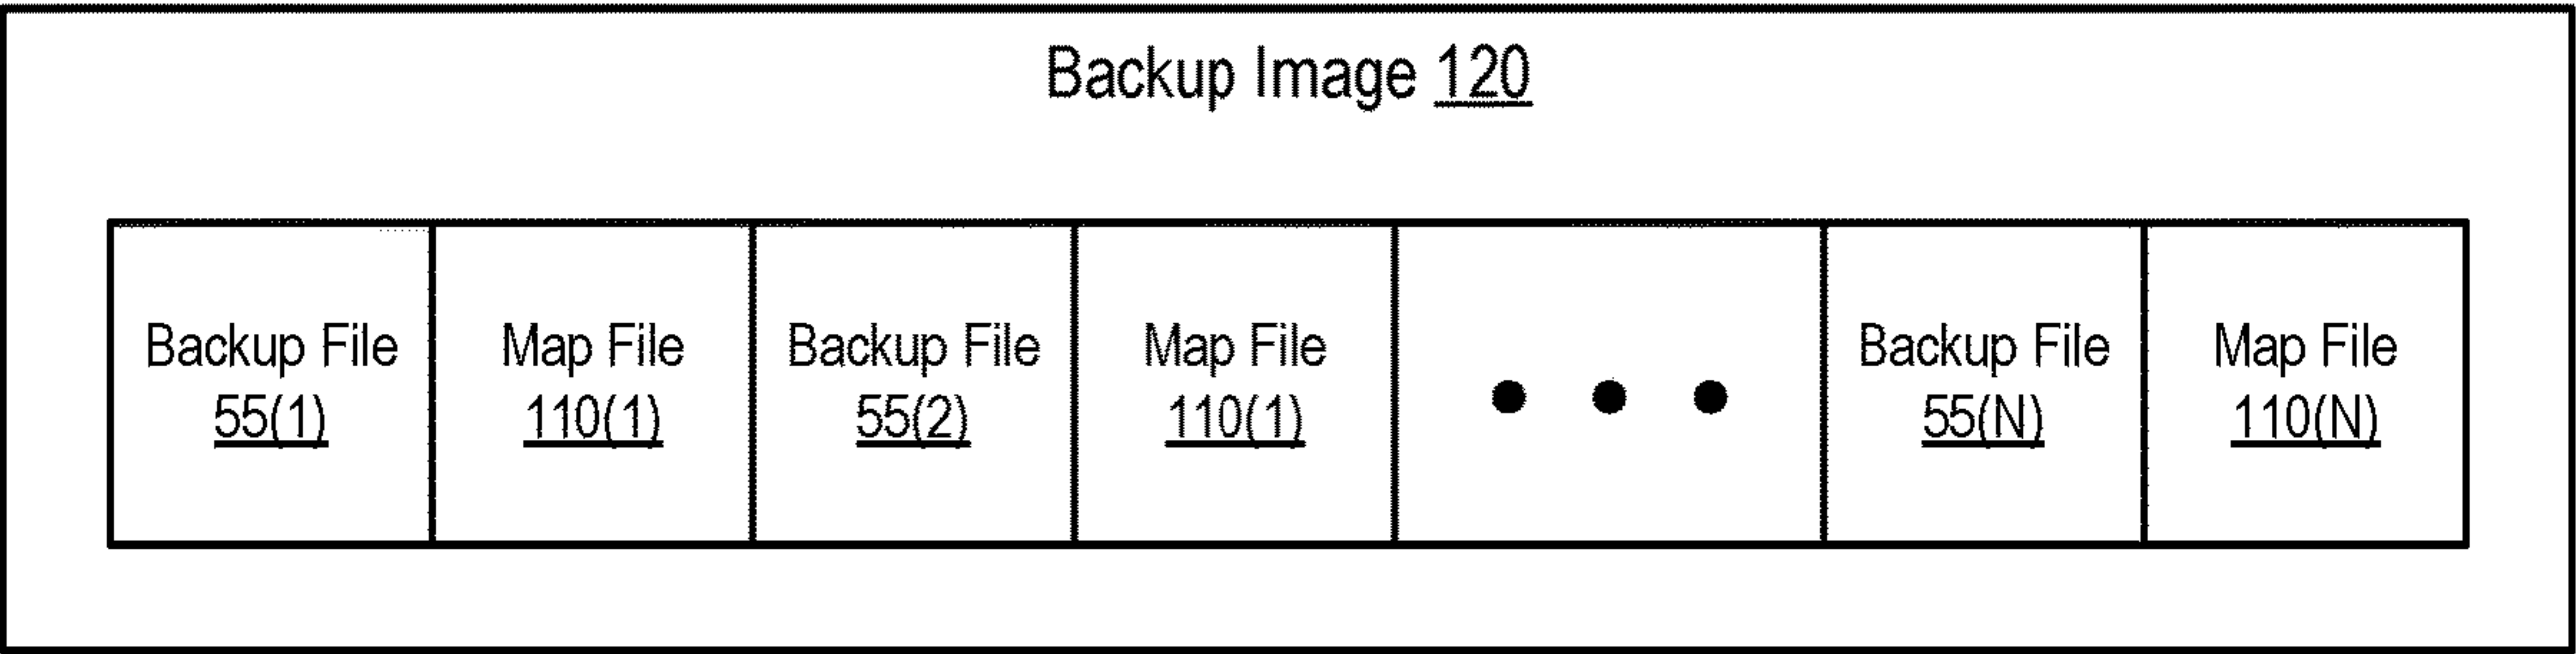 Backup Image 120
Backup File
55(1)
Map File
110(1)
Backup File
55(2)
Map File
110(1)
Backup File
55(N)
Map File
110(N)